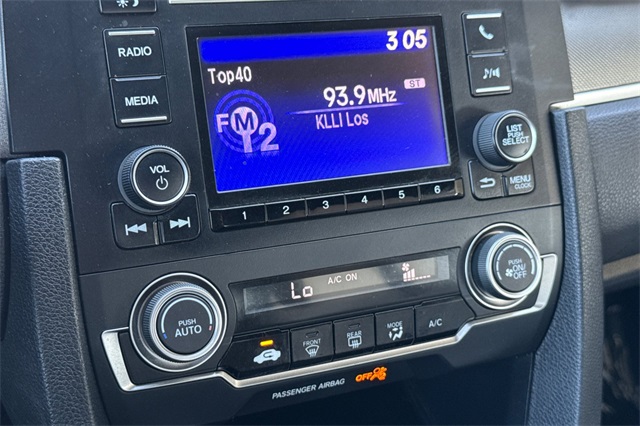 RADIO
MEDIA
3 05
Top40
ST
93.9MHz
KLLI Los
FM2
LIST
PUSH
SELECT
VOL
MENU
CLOCK
1 2 3 4 5 6
PUSH
AUTO
A/C ON
Lo
PUSH
ON/
OFF
FRONT
REAR
MODE
A/C
PASSENGER AIRBAG OFF